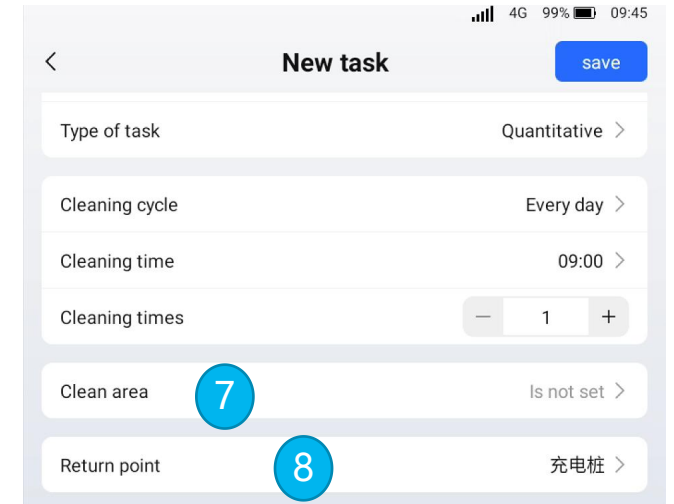 4G 99% 09:45
New task save
Type of task Quantitative
Cleaning cycle Every day
Cleaning time 09:00
Cleaning times 1
Clean area 7 Is not set
Return point 8 充电桩